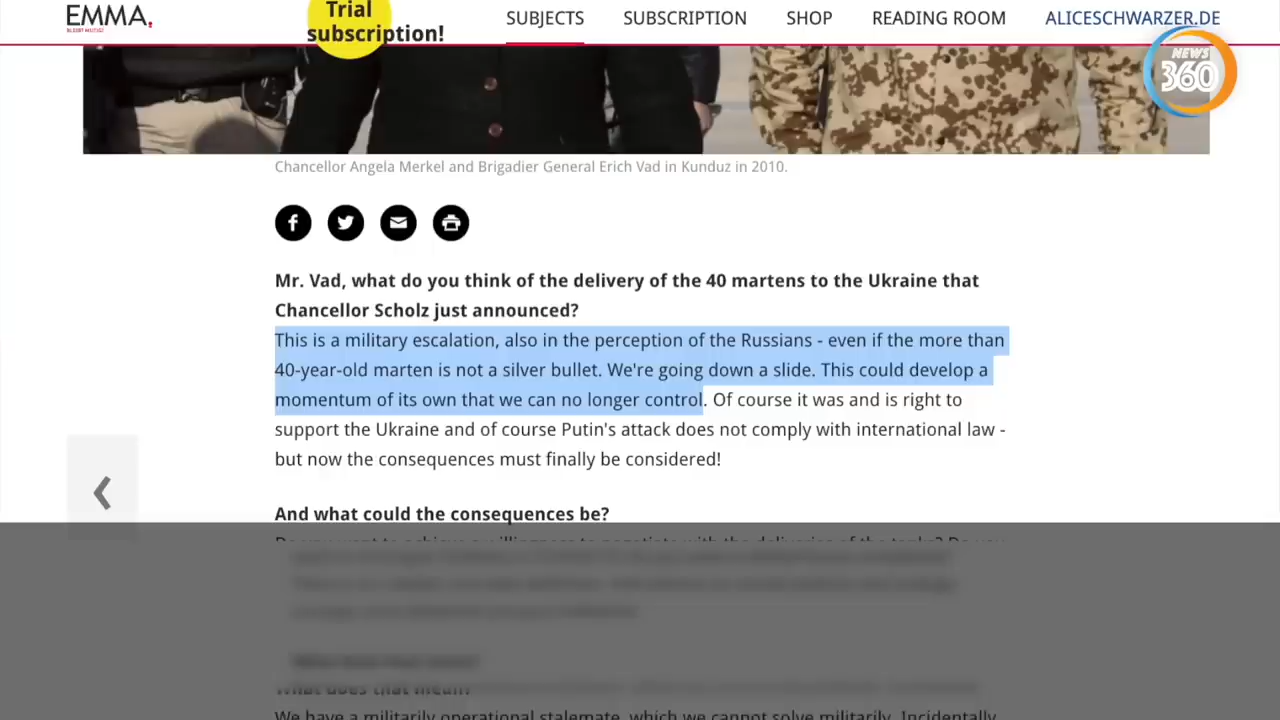 EMMA.
BLEIBT MUTIG!
Trial
subscription!
SUBJECTS
SUBSCRIPTION
SHOP
READING ROOM
ALICESCHWARZER.DE
NEWS
360
Chancellor Angela Merkel and Brigadier General Erich Vad in Kunduz in 2010.
Mr. Vad, what do you think of the delivery of the 40 martens to the Ukraine that
Chancellor Scholz just announced?
This is a military escalation, also in the perception of the Russians - even if the more than
40-year-old marten is not a silver bullet. We're going down a slide. This could develop a
momentum of its own that we can no longer control. Of course it was and is right to
support the Ukraine and of course Putin's attack does not comply with international law -
but now the consequences must finally be considered!
And what could the consequences be?
What does that mean?
We have a militarily operational stalemate, which we cannot solve militarily. Incidentally